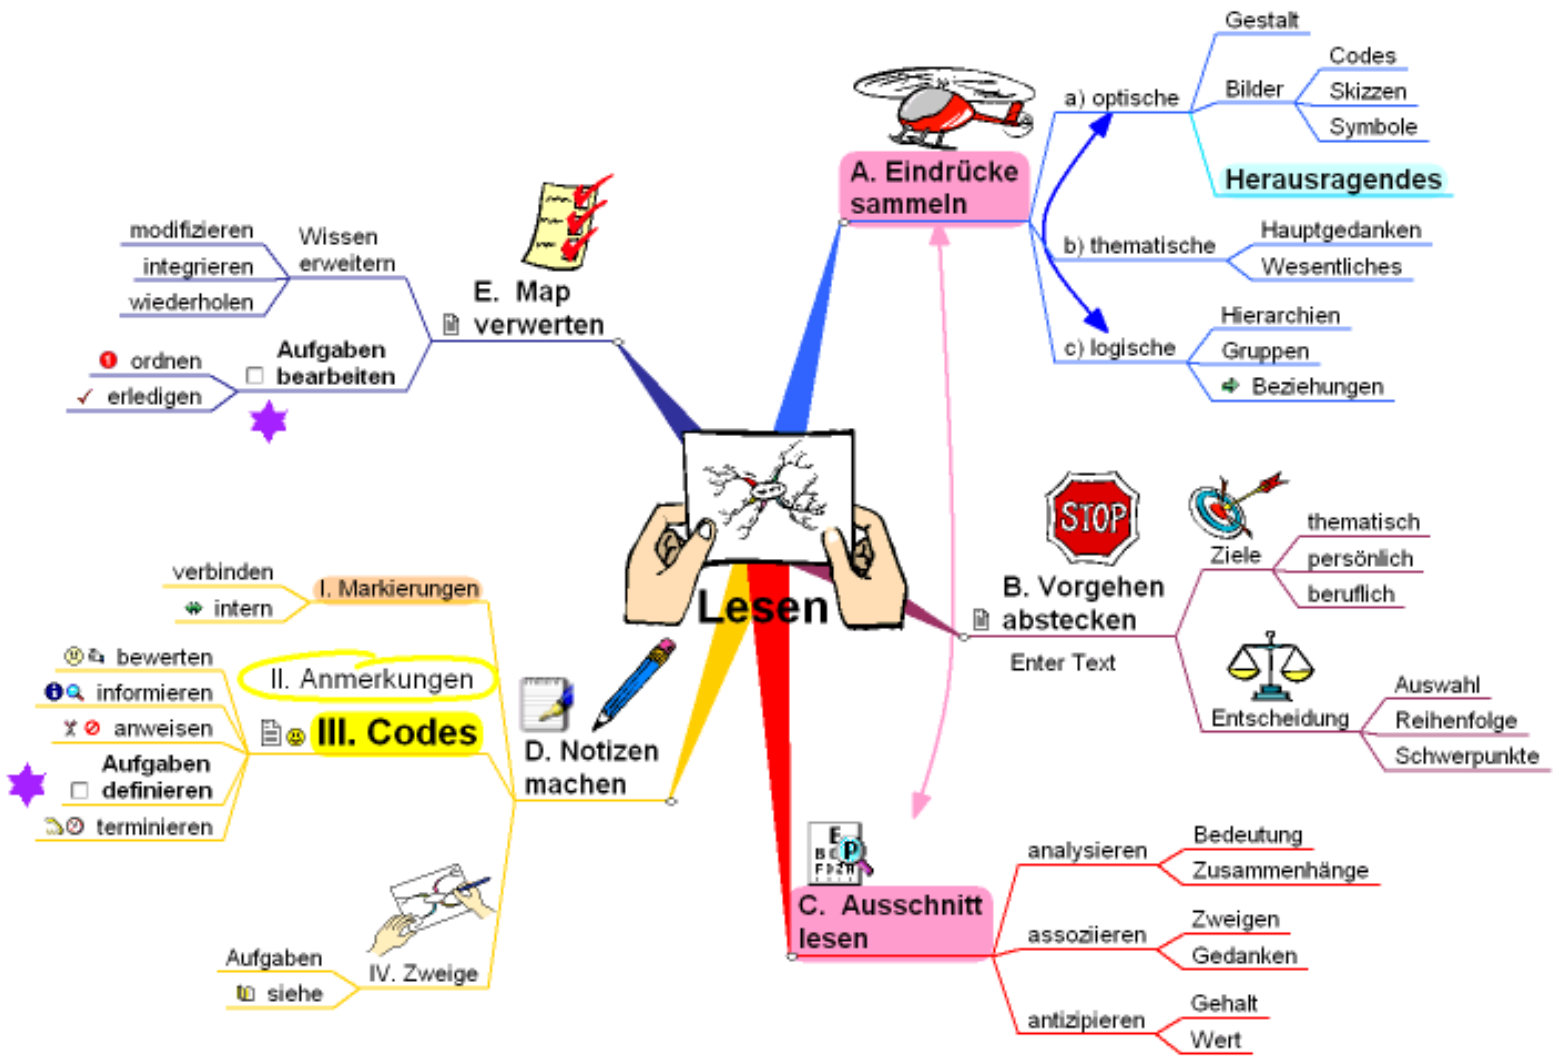 Lesen
A. Eindrücke
sammeln
a) optische
Gestalt
Bilder
Codes
Skizzen
Symbole
Herausragendes
b) thematische
Hauptgedanken
Wesentliches
c) logische
Hierarchien
Gruppen
Beziehungen
STOP
B. Vorgehen
abstecken
Enter Text
Ziele
thematisch
persönlich
beruflich
Entscheidung
Auswahl
Reihenfolge
Schwerpunkte
C. Ausschnitt
lesen
analysieren
Bedeutung
Zusammenhänge
assoziieren
Zweigen
Gedanken
antizipieren
Gehalt
Wert
D. Notizen
machen
I. Markierungen
verbinden
intern
II. Anmerkungen
III. Codes
bewerten
informieren
anweisen
Aufgaben
definieren
terminieren
IV. Zweige
Aufgaben
siehe
E. Map
verwerten
Wissen
erweitern
modifizieren
integrieren
wiederholen
Aufgaben
bearbeiten
ordnen
erledigen